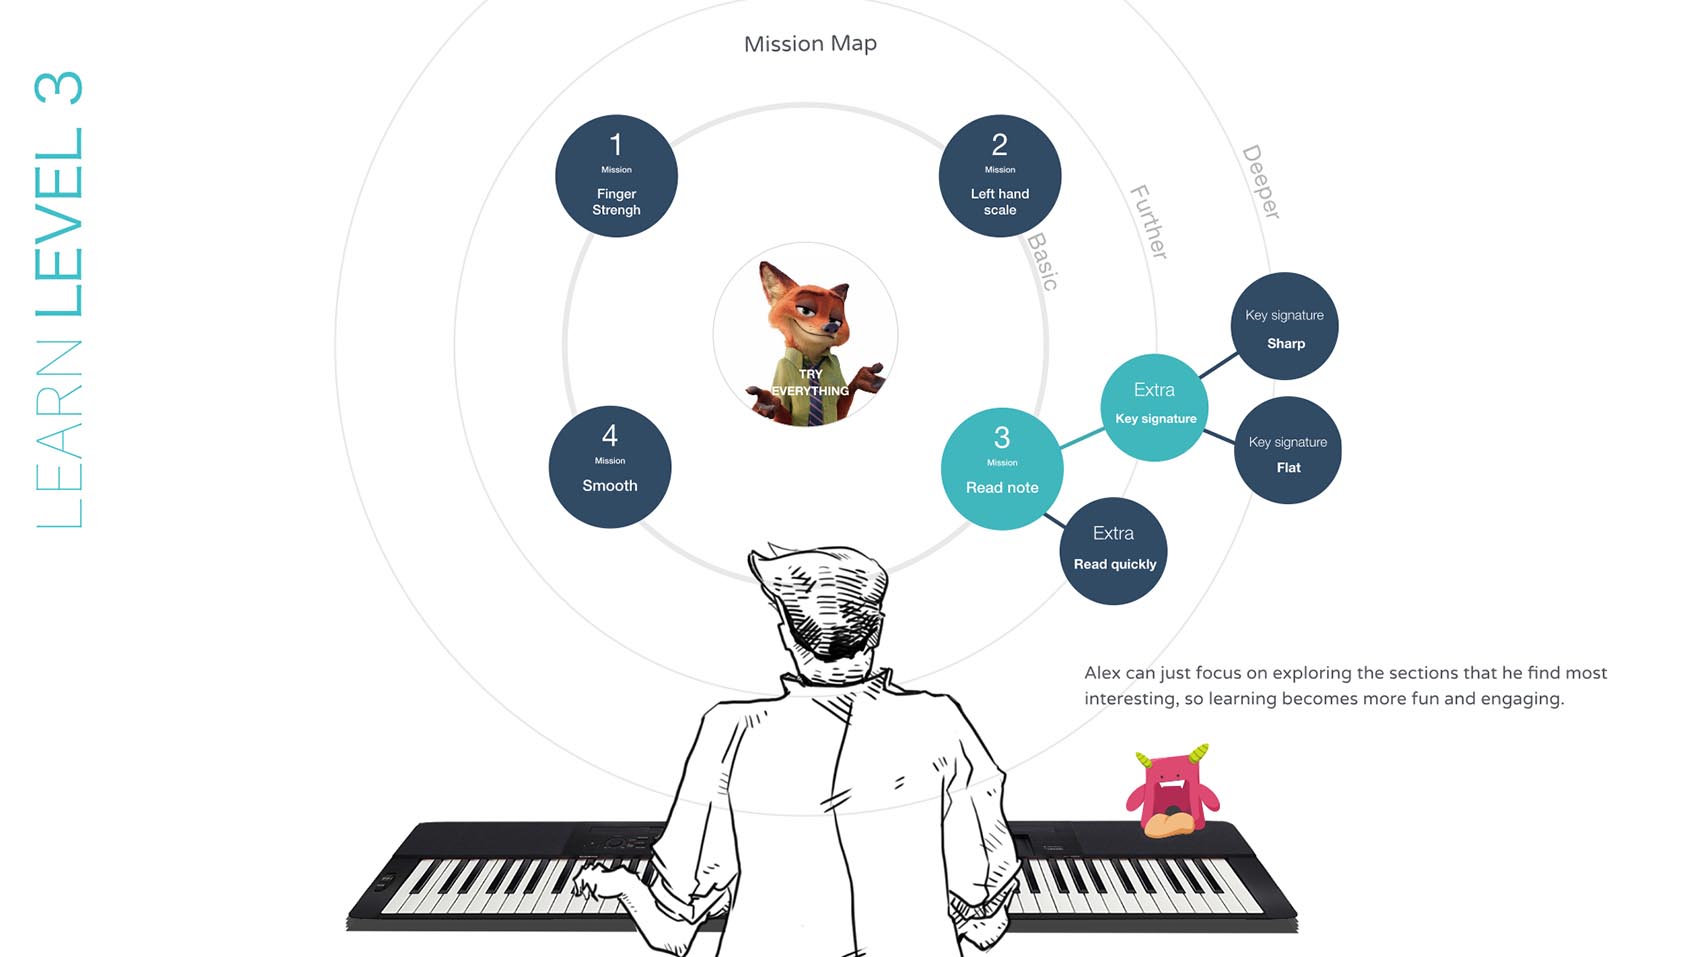 LEARN LEVEL 3
Mission Map
1
Mission
Finger
Strengh
2
Mission
Left hand
scale
Basic
Further
Deeper
TRY
EVERYTHING
3
Mission
Read note
4
Mission
Smooth
Extra
Key signature
Key signature
Sharp
Key signature
Flat
Extra
Read quickly
Alex can just focus on exploring the sections that he find most
interesting, so learning becomes more fun and engaging.